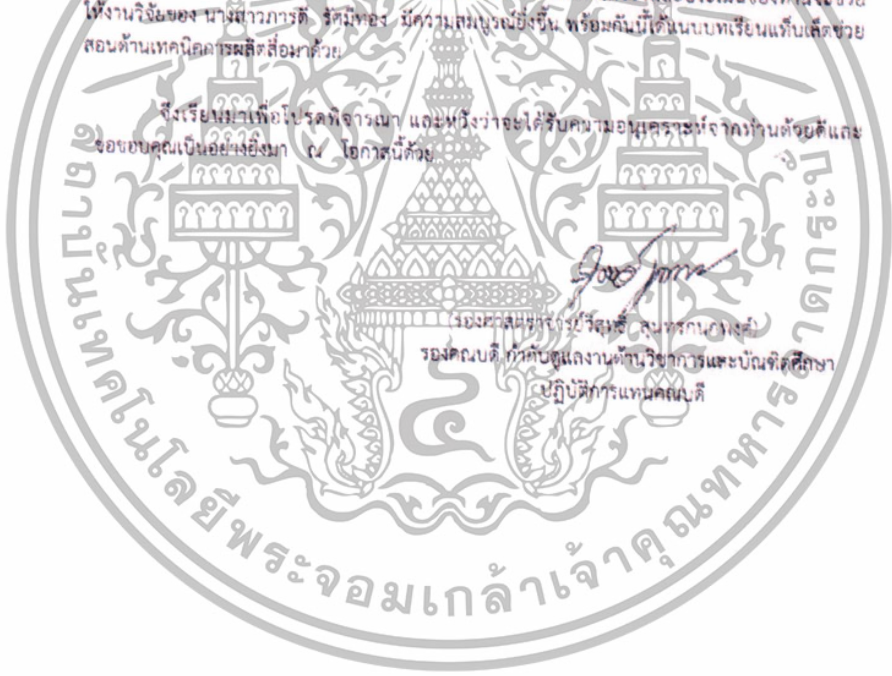 ให้งานวิจัยของ นางสาวภารดี รัศมีทอง มีความสมบูรณ์ยิ่งขึ้น พร้อมกันนี้ได้แนบบทเรียนแท็บเล็ตช่วย
สอนด้านเทคนิคการผลิตสื่อมาด้วย
จึงเรียนมาเพื่อโปรดพิจารณา และหวังว่าจะได้รับความอนุเคราะห์จากท่านด้วยดีและ
ขอขอบคุณเป็นอย่างยิ่งมา ณ โอกาสนี้ด้วย
รองศาสตราจารย์วิสุทธิ์
รองคณบดี กำกับดูแลงานด้านวิชาการและบัณฑิตศึกษา
ปฏิบัติการแทนคณบดี
สถาบันเทคโนโลยีพระจอมเกล้าเจ้าคุณทหารลาดกระบัง